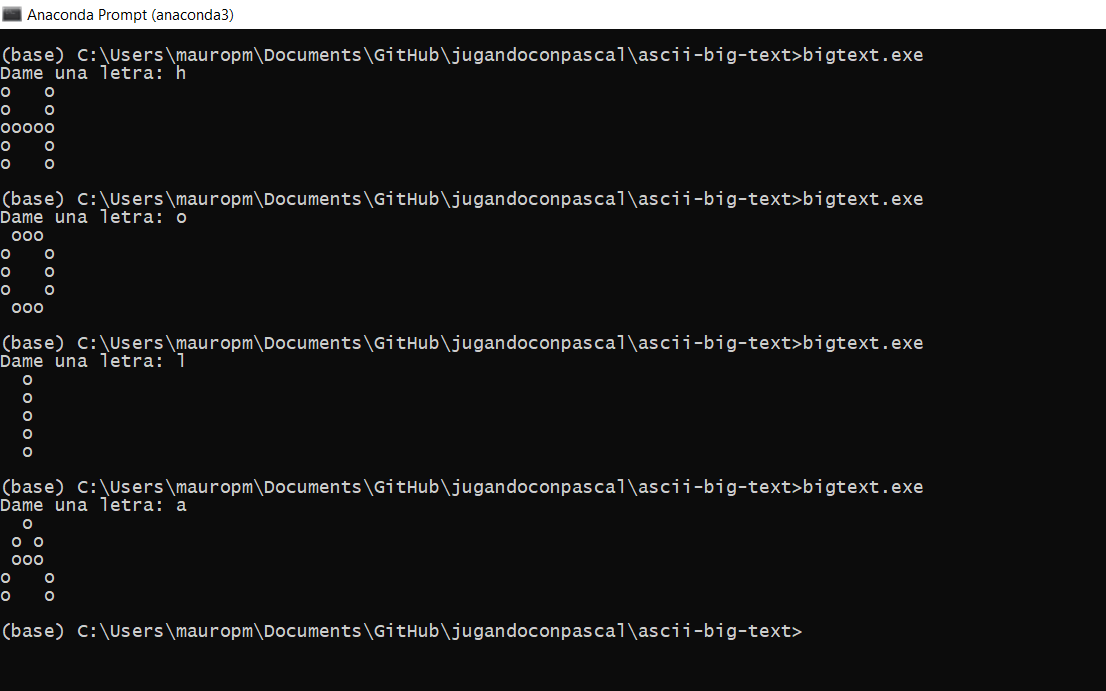 Anaconda Prompt (anaconda3)
(base) C:\Users\mauropm\Documents\GitHub\jugandoconpascal\ascii-big-text>bigtext.exe
Dame una letra: h
o   o
o   o
ooooo
o   o
o   o
(base) C:\Users\mauropm\Documents\GitHub\jugandoconpascal\ascii-big-text>bigtext.exe
Dame una letra: o
 ooo
o   o
o   o
o   o
 ooo
(base) C:\Users\mauropm\Documents\GitHub\jugandoconpascal\ascii-big-text>bigtext.exe
Dame una letra: l
  o
  o
  o
  o
  o
(base) C:\Users\mauropm\Documents\GitHub\jugandoconpascal\ascii-big-text>bigtext.exe
Dame una letra: a
  o
 o o
 ooo
o   o
o   o
(base) C:\Users\mauropm\Documents\GitHub\jugandoconpascal\ascii-big-text>